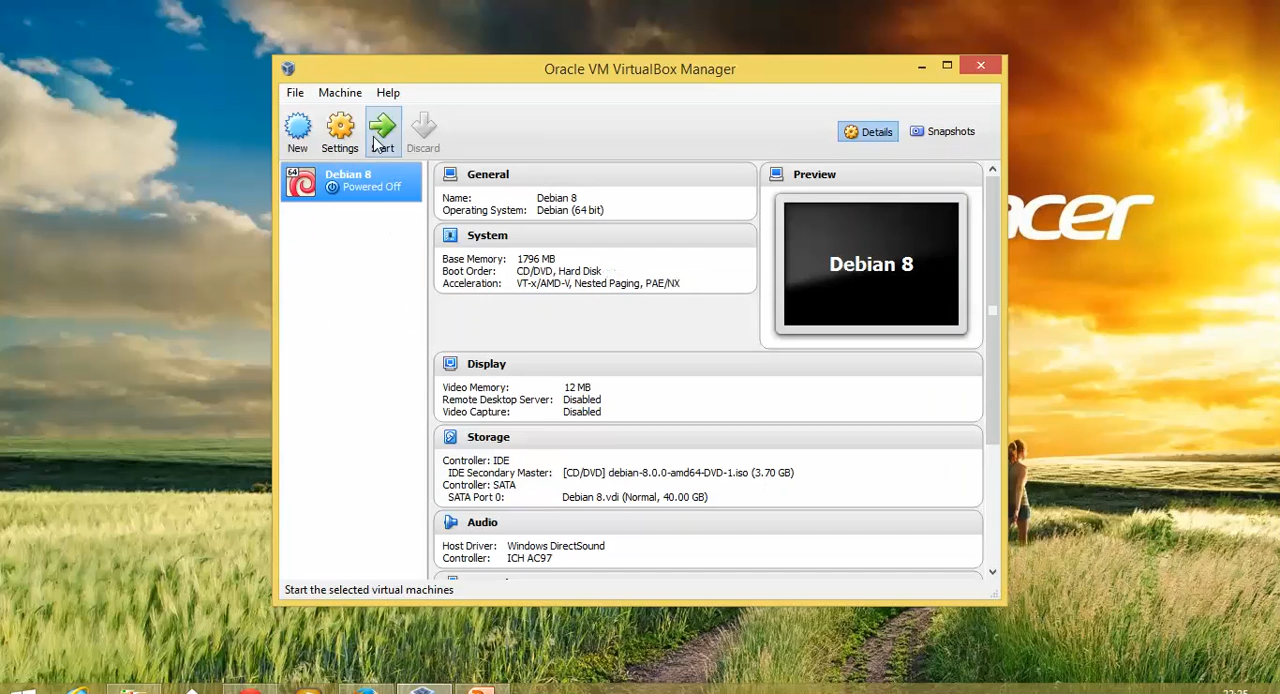 Oracle VM VirtualBox Manager
File Machine Help
New Settings Discard
Details Snapshots
64 Debian 8
Powered Off
General
Name: Debian 8
Operating System: Debian (64 bit)
System
Base Memory: 1796 MB
Boot Order: CD/DVD, Hard Disk
Acceleration: VT-x/AMD-V, Nested Paging, PAE/NX
Preview
Debian 8
acer
Display
Video Memory: 12 MB
Remote Desktop Server: Disabled
Video Capture: Disabled
Storage
Controller: IDE
IDE Secondary Master: [CD/DVD] debian-8.0.0-amd64-DVD-1.iso (3.70 GB)
Controller: SATA
SATA Port 0: Debian 8.vdi (Normal, 40.00 GB)
Audio
Host Driver: Windows DirectSound
Controller: ICH AC97
Start the selected virtual machines